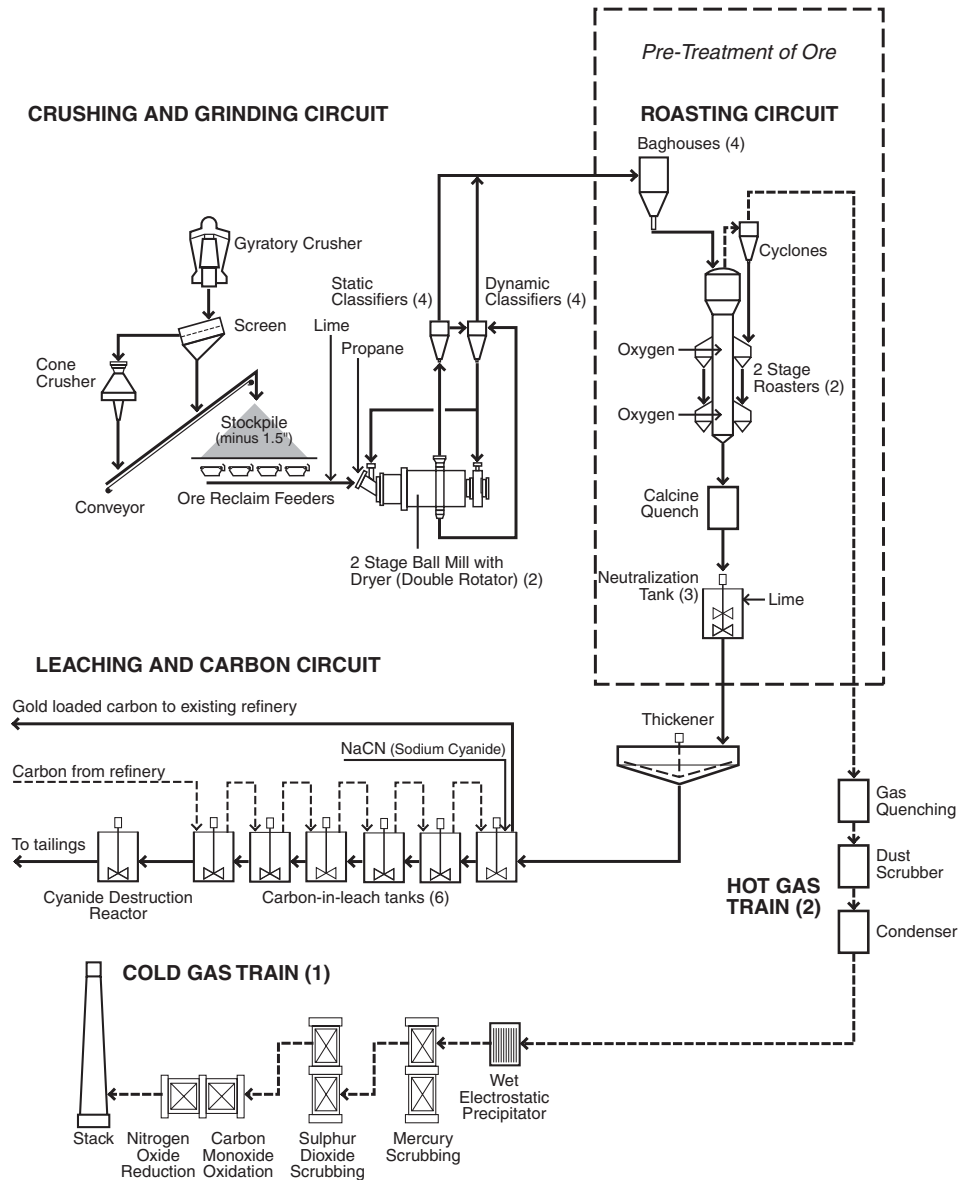 Pre-Treatment of Ore
CRUSHING AND GRINDING CIRCUIT
ROASTING CIRCUIT
Baghouses (4)
Gyratory Crusher
Cyclones
Static
Classifiers (4)
Dynamic
Classifiers (4)
Screen
Lime
Propane
Cone
Crusher
Oxygen
2 Stage
Roasters (2)
Oxygen
Stockpile
(minus 1.5")
Conveyor
Ore Reclaim Feeders
Calcine
Quench
2 Stage Ball Mill with
Dryer (Double Rotator) (2)
Neutralization
Tank (3)
Lime
LEACHING AND CARBON CIRCUIT
Gold loaded carbon to existing refinery
Thickener
NaCN (Sodium Cyanide)
Carbon from refinery
Gas
Quenching
To tailings
Dust
Scrubber
Cyanide Destruction
Reactor
Carbon-in-leach tanks (6)
HOT GAS
TRAIN (2)
Condenser
COLD GAS TRAIN (1)
Wet
Electrostatic
Precipitator
Stack
Nitrogen
Oxide
Reduction
Carbon
Monoxide
Oxidation
Sulphur
Dioxide
Scrubbing
Mercury
Scrubbing